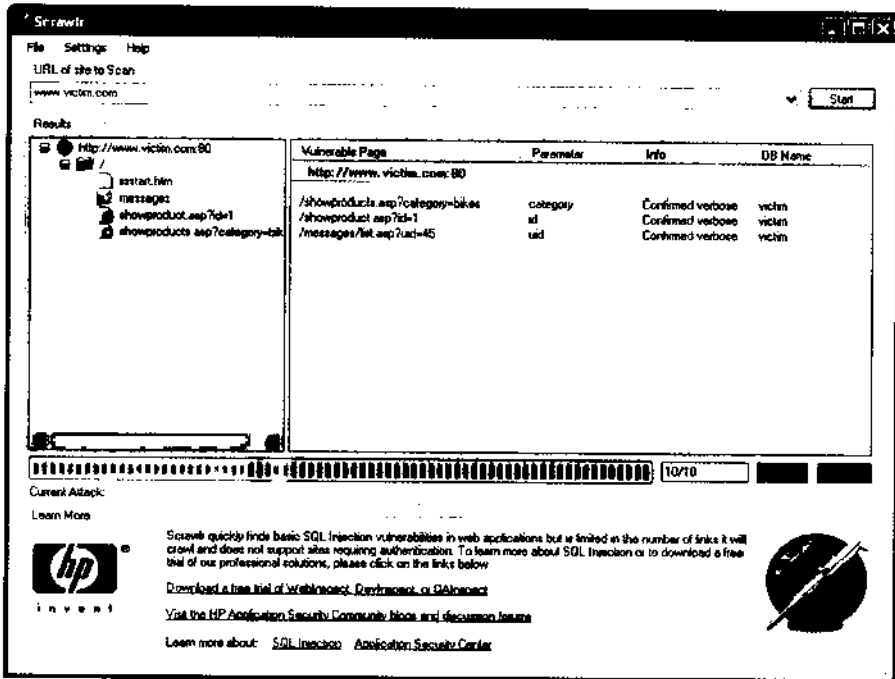 Scrawlr
File Settings Help
URL of site to Scan:
www.victim.com
Start
Results
http://www.victim.com:80
/
sstart.htm
messages
showproduct.asp?id=1
showproducts.asp?category=bik
Vulnerable Page Parameter Info DB Name
http://www.victim.com:80
/showproducts.asp?category=bikes category Confirmed verbose victim
/showproduct.asp?id=1 id Confirmed verbose victim
/messages/list.asp?uid=45 uid Confirmed verbose victim
10/10
Current Attack:
Learn More
Scrawlr quickly finds basic SQL Injection vulnerabilities in web applications but is limited in the number of links it will
crawl and does not support sites requiring authentication. To learn more about SQL Injection or to download a free
trial of our professional solutions, please click on the links below
hp ®
invent
Download a free trial of WebInspect, DevInspect, or QAInspect
Visit the HP Application Security Community blogs and discussion forums
Learn more about: SQL Injection Application Security Center